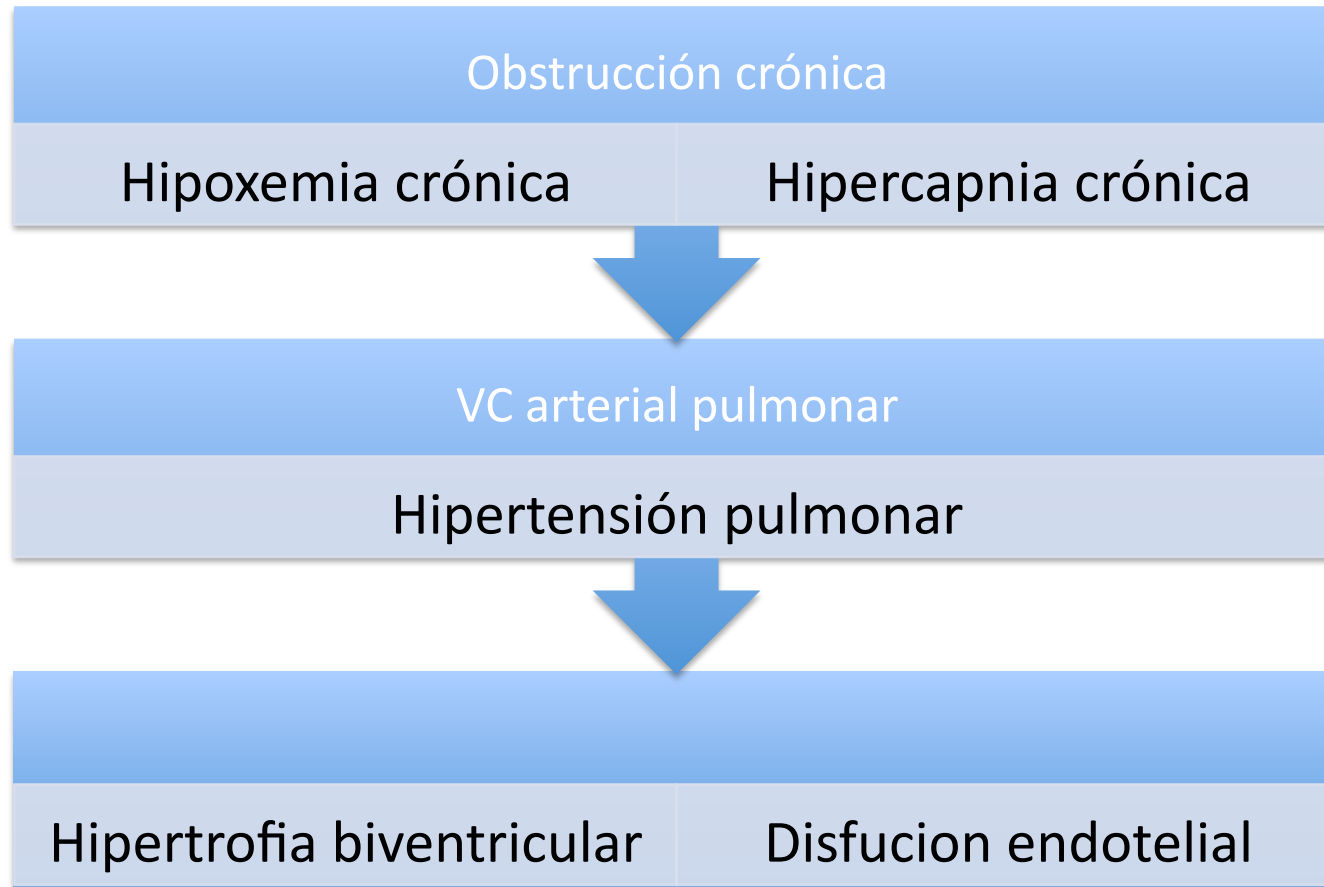 Obstrucción crónica
Hipoxemia crónica
Hipercapnia crónica
VC arterial pulmonar
Hipertensión pulmonar
Hipertrofia biventricular
Disfucion endotelial